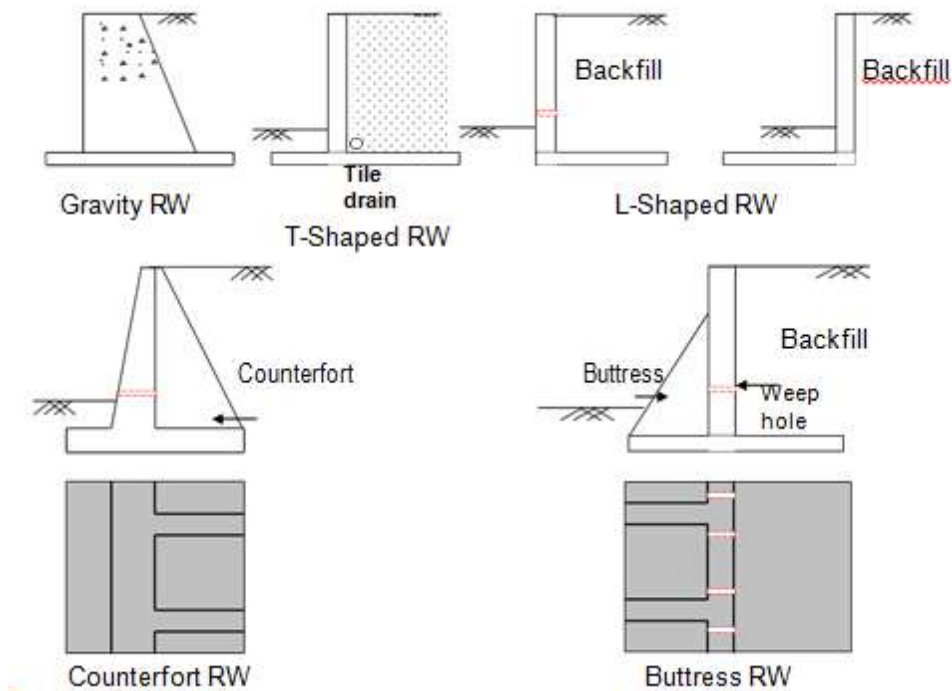 Backfill
Backfill
Gravity RW
Tile
drain
T-Shaped RW
L-Shaped RW
Counterfort
Buttress
Backfill
Weep
hole
Counterfort RW
Buttress RW